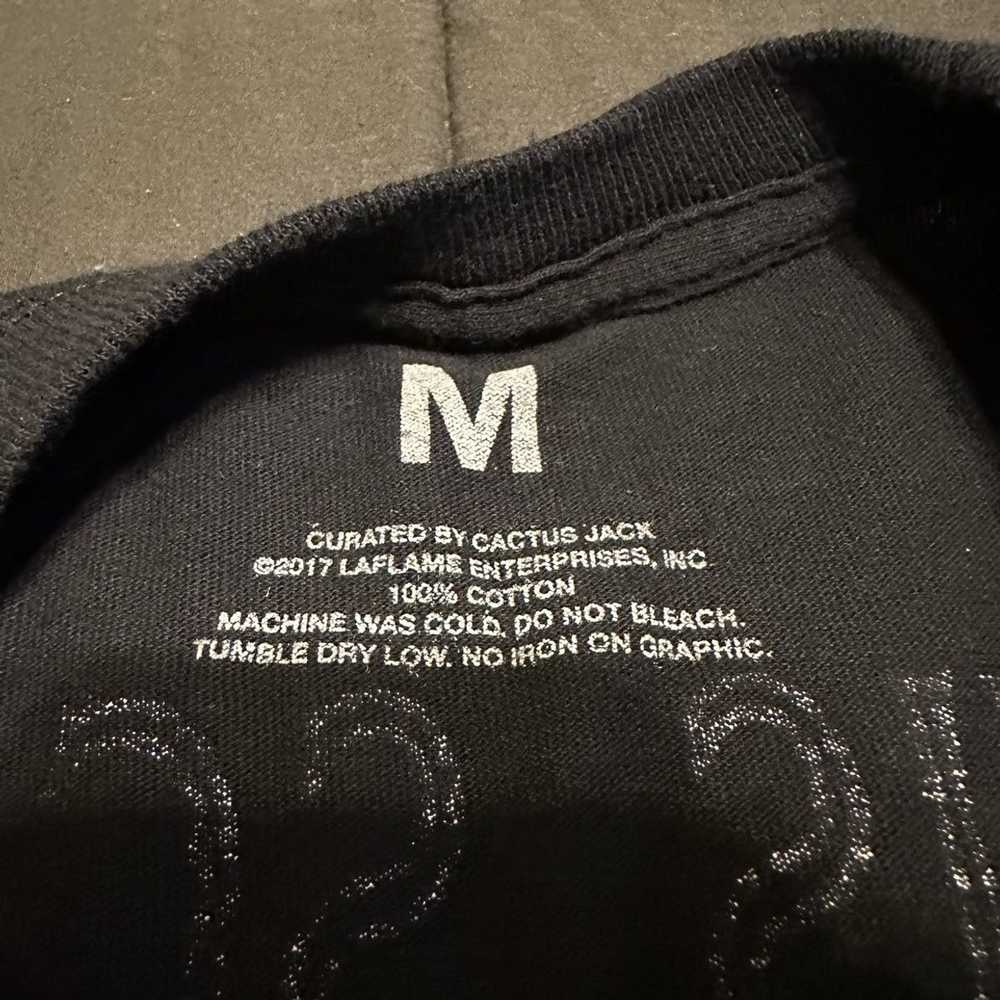 M
CURATED BY CACTUS JACK
©2017 LAFLAME ENTERPRISES, INC
100% COTTON
MACHINE WAS COLD, DO NOT BLEACH.
TUMBLE DRY LOW. NO IRON ON GRAPHIC.